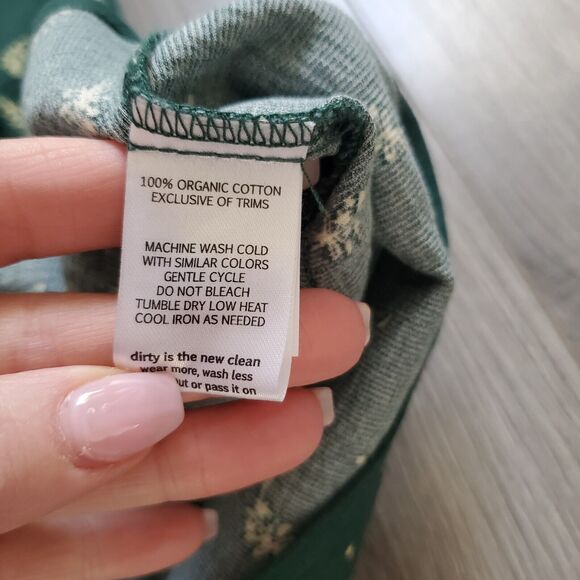 100% ORGANIC COTTON
EXCLUSIVE OF TRIMS
MACHINE WASH COLD
WITH SIMILAR COLORS
GENTLE CYCLE
DO NOT BLEACH
TUMBLE DRY LOW HEAT
COOL IRON AS NEEDED
dirty is the new clean
wear more, wash less
out or pass it on